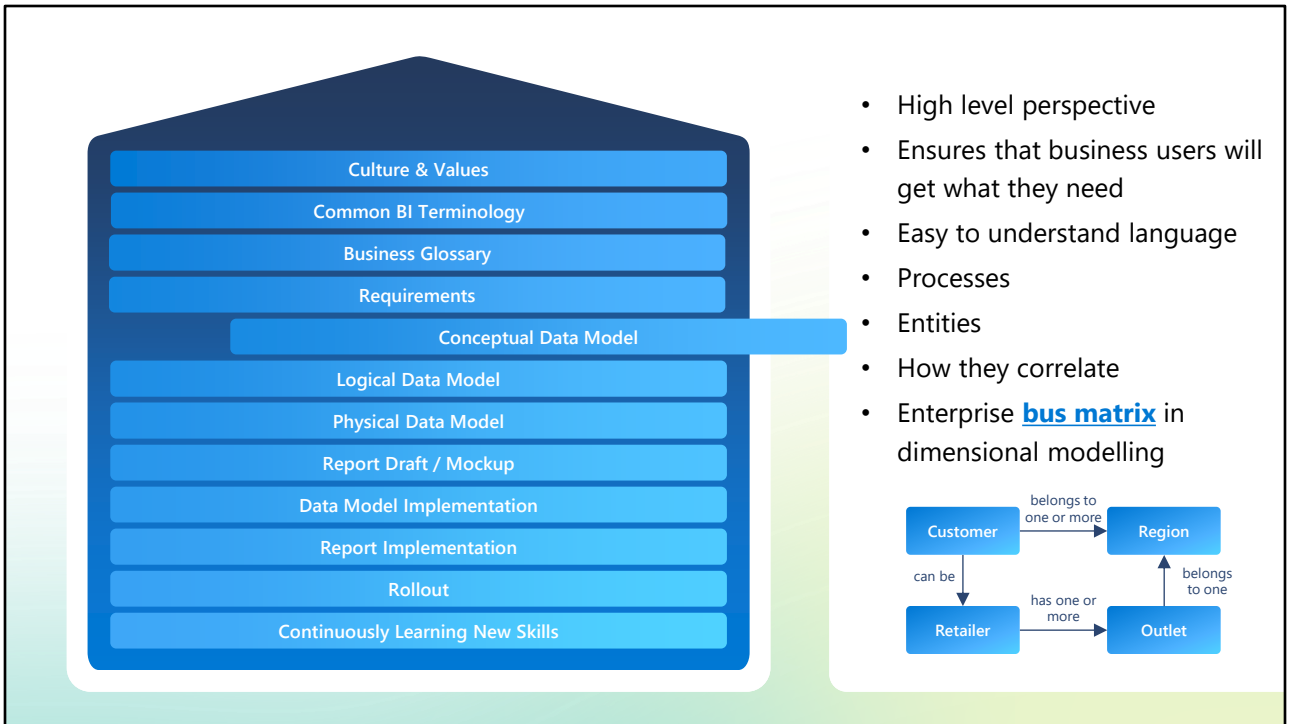 Culture & Values
Common BI Terminology
Business Glossary
Requirements
Conceptual Data Model
Logical Data Model
Physical Data Model
Report Draft / Mockup
Data Model Implementation
Report Implementation
Rollout
Continuously Learning New Skills
• High level perspective
• Ensures that business users will
get what they need
• Easy to understand language
• Processes
• Entities
• How they correlate
• Enterprise bus matrix in
dimensional modelling
Customer
belongs to
one or more
Region
can be
belongs
to one
Retailer
has one or
more
Outlet